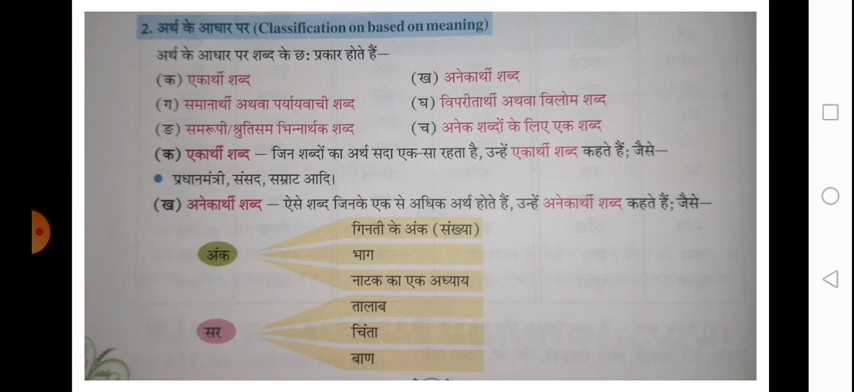 2. अर्थ के आधार पर (Classification on based on meaning)
अर्थ के आधार पर शब्द के छः प्रकार होते हैं—
(क) एकार्थी शब्द (ख) अनेकार्थी शब्द
(ग) समानार्थी अथवा पर्यायवाची शब्द (घ) विपरीतार्थी अथवा विलोम शब्द
(ङ) समरूपी/श्रुतिसम भिन्नार्थक शब्द (च) अनेक शब्दों के लिए एक शब्द
(क) एकार्थी शब्द – जिन शब्दों का अर्थ सदा एक-सा रहता है, उन्हें एकार्थी शब्द कहते हैं; जैसे—
• प्रधानमंत्री, संसद, सम्राट आदि।
(ख) अनेकार्थी शब्द – ऐसे शब्द जिनके एक से अधिक अर्थ होते हैं, उन्हें अनेकार्थी शब्द कहते हैं; जैसे—
गिनती के अंक (संख्या)
अंक भाग
नाटक का एक अध्याय
तालाब
सर चिंता
बाण